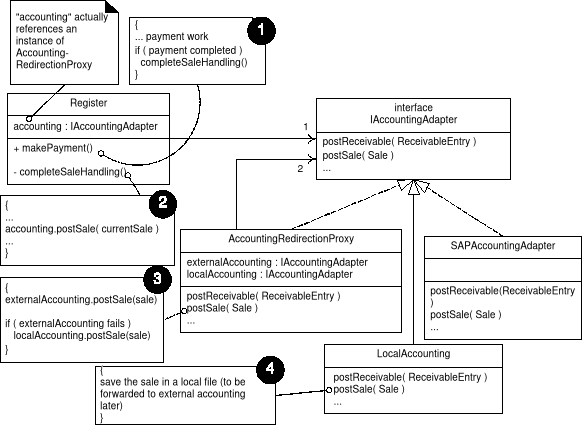 "accounting" actually
references an
instance of
Accounting-
RedirectionProxy
{
... payment work
if ( payment completed )
completeSaleHandling()
}
1
Register
accounting : IAccountingAdapter
+ makePayment()
- completeSaleHandling()
1
2
interface
IAccountingAdapter
postReceivable( ReceivableEntry )
postSale( Sale )
...
2
{
...
accounting.postSale( currentSale )
...
}
AccountingRedirectionProxy
externalAccounting : IAccountingAdapter
localAccounting : IAccountingAdapter
postReceivable( ReceivableEntry )
postSale( Sale )
...
SAPAccountingAdapter
postReceivable(ReceivableEntry
)
postSale( Sale )
...
3
{
externalAccounting.postSale(sale)
if ( externalAccounting fails )
localAccounting.postSale(sale)
}
LocalAccounting
postReceivable( ReceivableEntry )
postSale( Sale )
...
4
{
save the sale in a local file (to be
forwarded to external accounting
later)
}